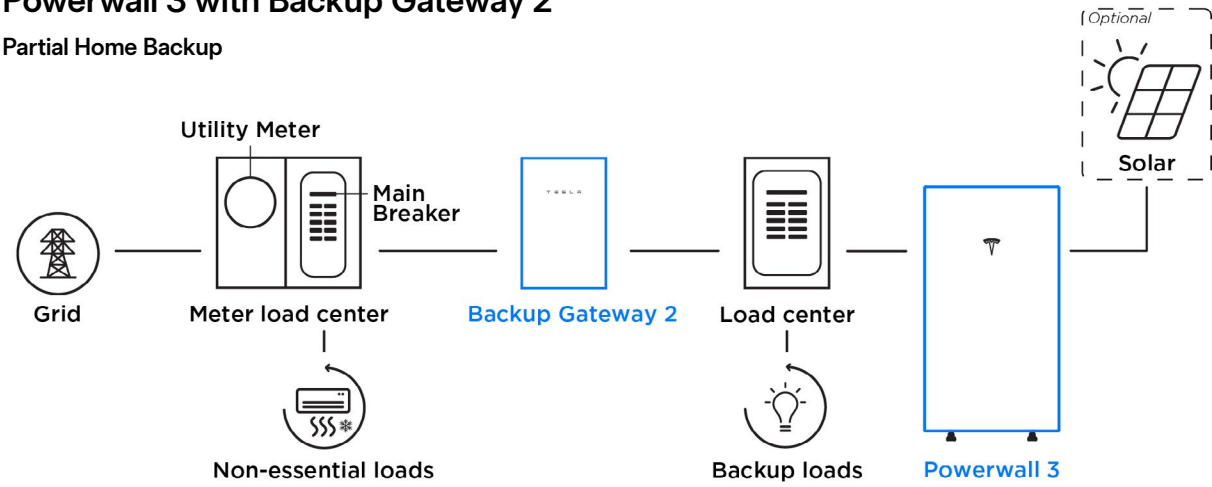 Powerwall 3 with Backup Gateway 2
Partial Home Backup
Optional
Solar
Utility Meter
Main
Breaker
TESLA
Grid
Meter load center
Backup Gateway 2
Load center
Powerwall 3
Non-essential loads
Backup loads